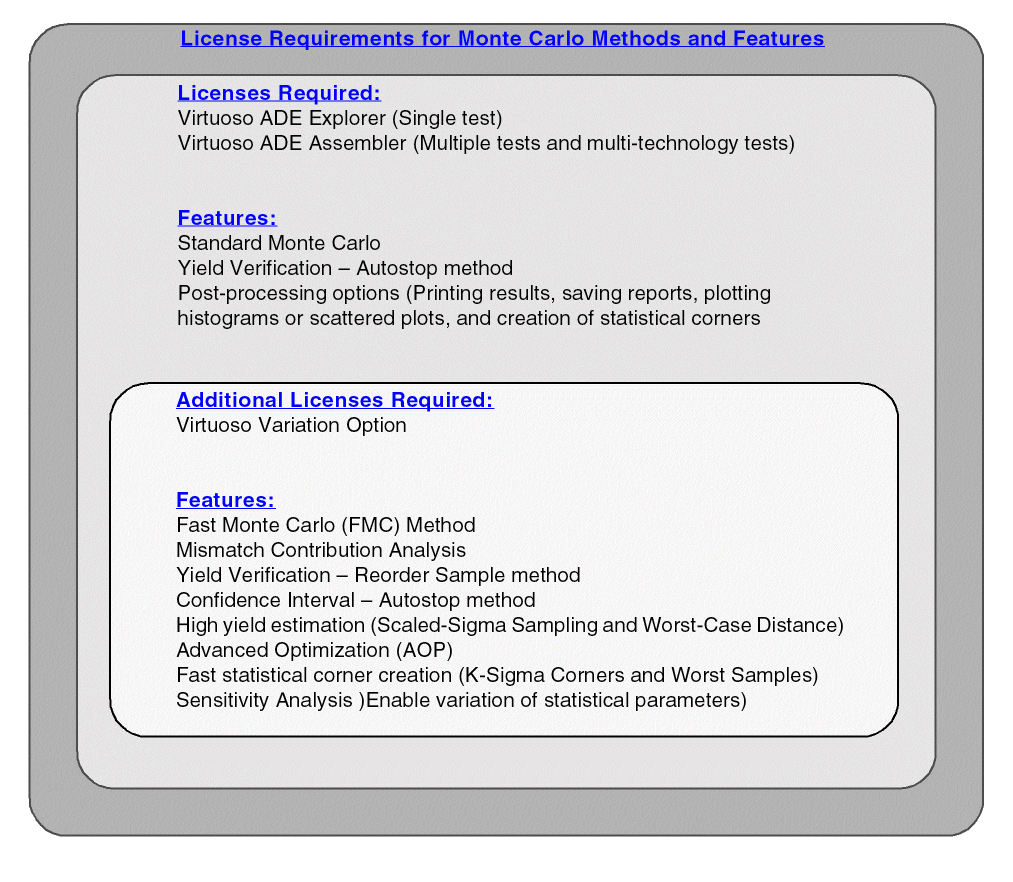 License Requirements for Monte Carlo Methods and Features
Licenses Required:
Virtuoso ADE Explorer (Single test)
Virtuoso ADE Assembler (Multiple tests and multi-technology tests)
Features:
Standard Monte Carlo
Yield Verification – Autostop method
Post-processing options (Printing results, saving reports, plotting
histograms or scattered plots, and creation of statistical corners
Additional Licenses Required:
Virtuoso Variation Option
Features:
Fast Monte Carlo (FMC) Method
Mismatch Contribution Analysis
Yield Verification – Reorder Sample method
Confidence Interval – Autostop method
High yield estimation (Scaled-Sigma Sampling and Worst-Case Distance)
Advanced Optimization (AOP)
Fast statistical corner creation (K-Sigma Corners and Worst Samples)
Sensitivity Analysis )Enable variation of statistical parameters)